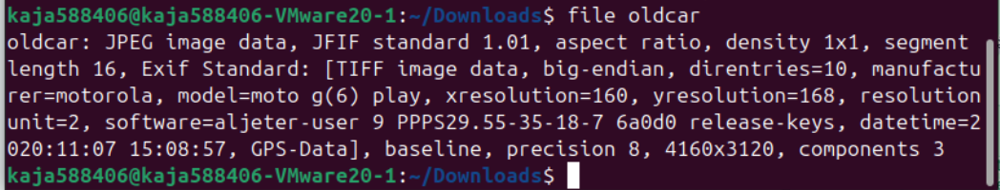 kaja588406@kaja588406-VMware20-1:~/Downloads$ file oldcar
oldcar: JPEG image data, JFIF standard 1.01, aspect ratio, density 1x1, segment
length 16, Exif Standard: [TIFF image data, big-endian, direntries=10, manufactu
rer=motorola, model=moto g(6) play, xresolution=160, yresolution=168, resolution
unit=2, software=aljeter-user 9 PPPS29.55-35-18-7 6a0d0 release-keys, datetime=2
020:11:07 15:08:57, GPS-Data], baseline, precision 8, 4160x3120, components 3
kaja588406@kaja588406-VMware20-1:~/Downloads$